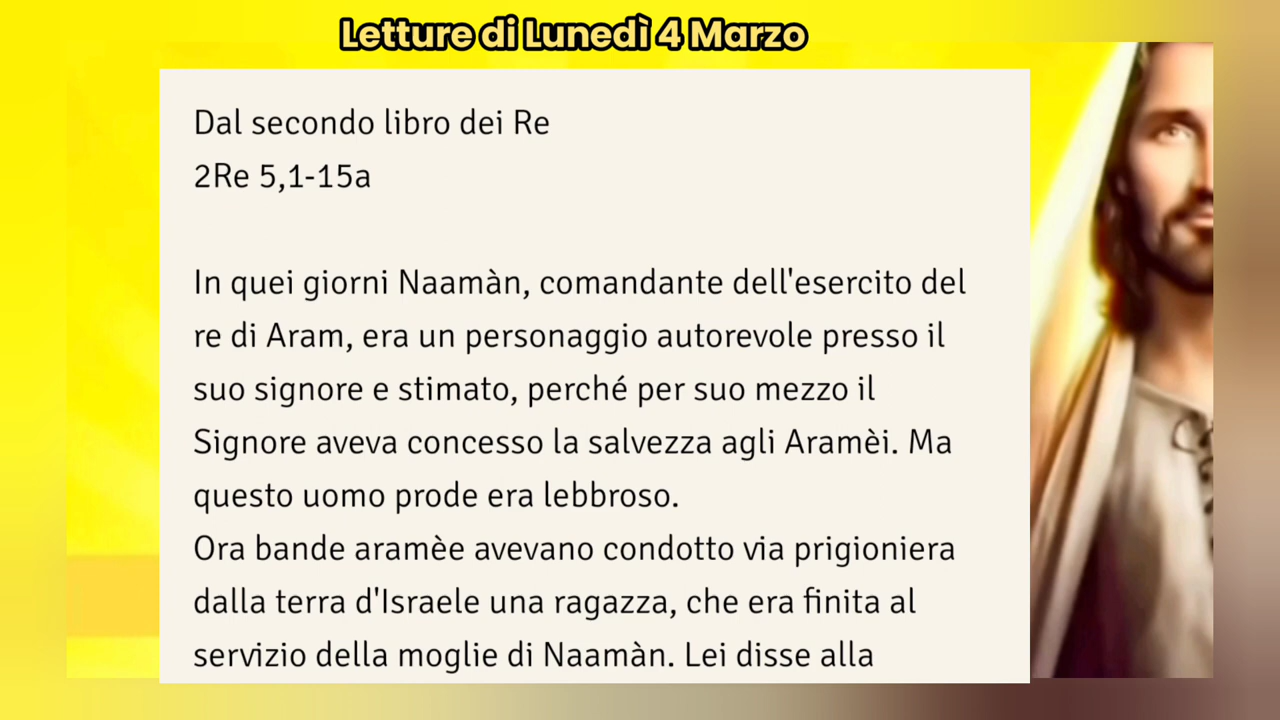 Letture di Lunedì 4 Marzo
Dal secondo libro dei Re
2Re 5,1-15a
In quei giorni Naamàn, comandante dell'esercito del
re di Aram, era un personaggio autorevole presso il
suo signore e stimato, perché per suo mezzo il
Signore aveva concesso la salvezza agli Aramèi. Ma
questo uomo prode era lebbroso.
Ora bande aramèe avevano condotto via prigioniera
dalla terra d'Israele una ragazza, che era finita al
servizio della moglie di Naamàn. Lei disse alla